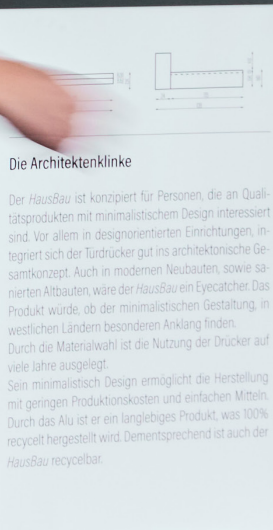 Die Architektenklinke
Der HausBau ist konzipiert für Personen, die an Quali-
tätsprodukten mit minimalistischem Design interessiert
sind. Vor allem in designorientierten Einrichtungen, in-
tegriert sich der Türdrücker gut ins architektonische Ge-
samtkonzept. Auch in modernen Neubauten, sowie sa-
nierten Altbauten, wäre der HausBau ein Eyecatcher. Das
Produkt würde, ob der minimalistischen Gestaltung, in
westlichen Ländern besonderen Anklang finden.
Durch die Materialwahl ist die Nutzung der Drücker auf
viele Jahre ausgelegt.
Sein minimalistisch Design ermöglicht die Herstellung
mit geringen Produktionskosten und einfachen Mitteln.
Durch das Alu ist er ein langlebiges Produkt, was 100%
recycelt hergestellt wird. Dementsprechend ist auch der
HausBau recycelbar.